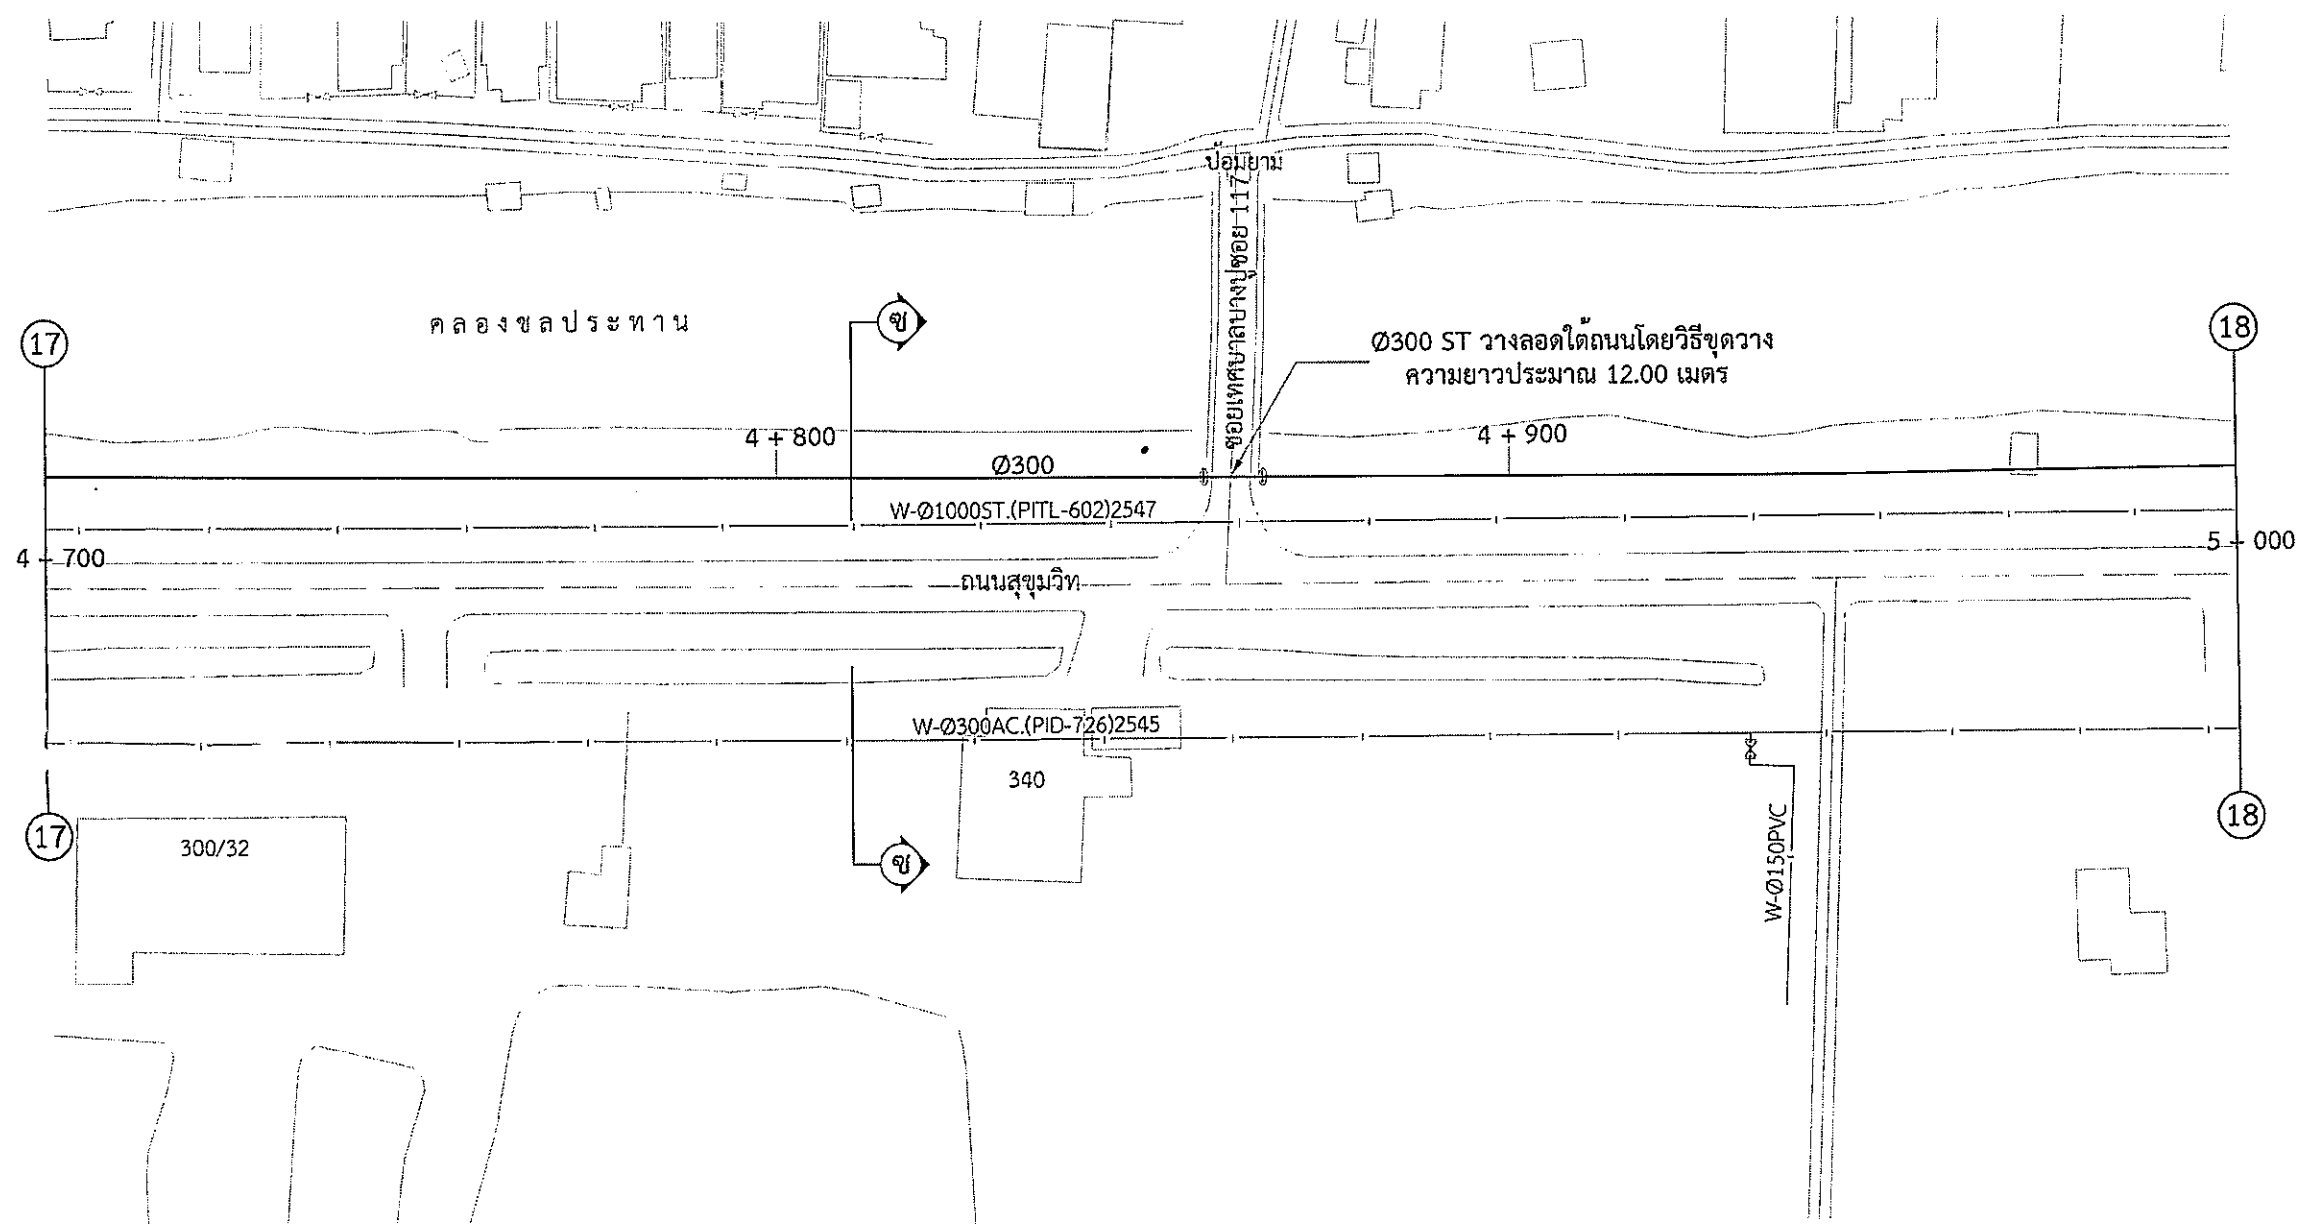 ป้อมยาม
ซอยเทศบาลบางปูซอย 117
คลองชลประทาน
ซ
17
18
Ø300 ST วางลอดใต้ถนนโดยวิธีขุดวาง
ความยาวประมาณ 12.00 เมตร
4 + 800
4 + 900
Ø300
W-Ø1000ST.(PITL-602)2547
4 + 700
5 + 000
ถนนสุขุมวิท
W-Ø300AC.(PID-726)2545
340
300/32
17
18
ซ
W-Ø150PVC